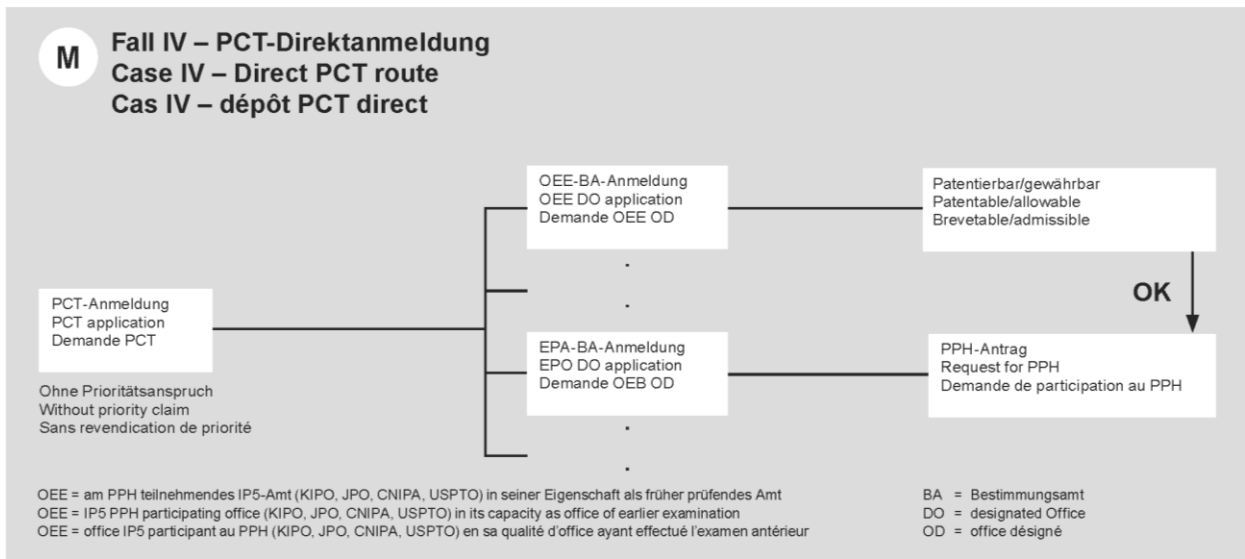 M
Fall IV – PCT-Direktanmeldung
Case IV – Direct PCT route
Cas IV – dépôt PCT direct
OEE-BA-Anmeldung
OEE DO application
Demande OEE OD
Patentierbar/gewährbar
Patentable/allowable
Brevetable/admissible
OK
PCT-Anmeldung
PCT application
Demande PCT
Ohne Prioritätsanspruch
Without priority claim
Sans revendication de priorité
EPA-BA-Anmeldung
EPO DO application
Demande OEB OD
PPH-Antrag
Request for PPH
Demande de participation au PPH
OEE = am PPH teilnehmendes IP5-Amt (KIPO, JPO, CNIPA, USPTO) in seiner Eigenschaft als früher prüfendes Amt
OEE = IP5 PPH participating office (KIPO, JPO, CNIPA, USPTO) in its capacity as office of earlier examination
OEE = office IP5 participant au PPH (KIPO, JPO, CNIPA, USPTO) en sa qualité d'office ayant effectué l'examen antérieur
BA = Bestimmungsamt
DO = designated Office
OD = office désigné